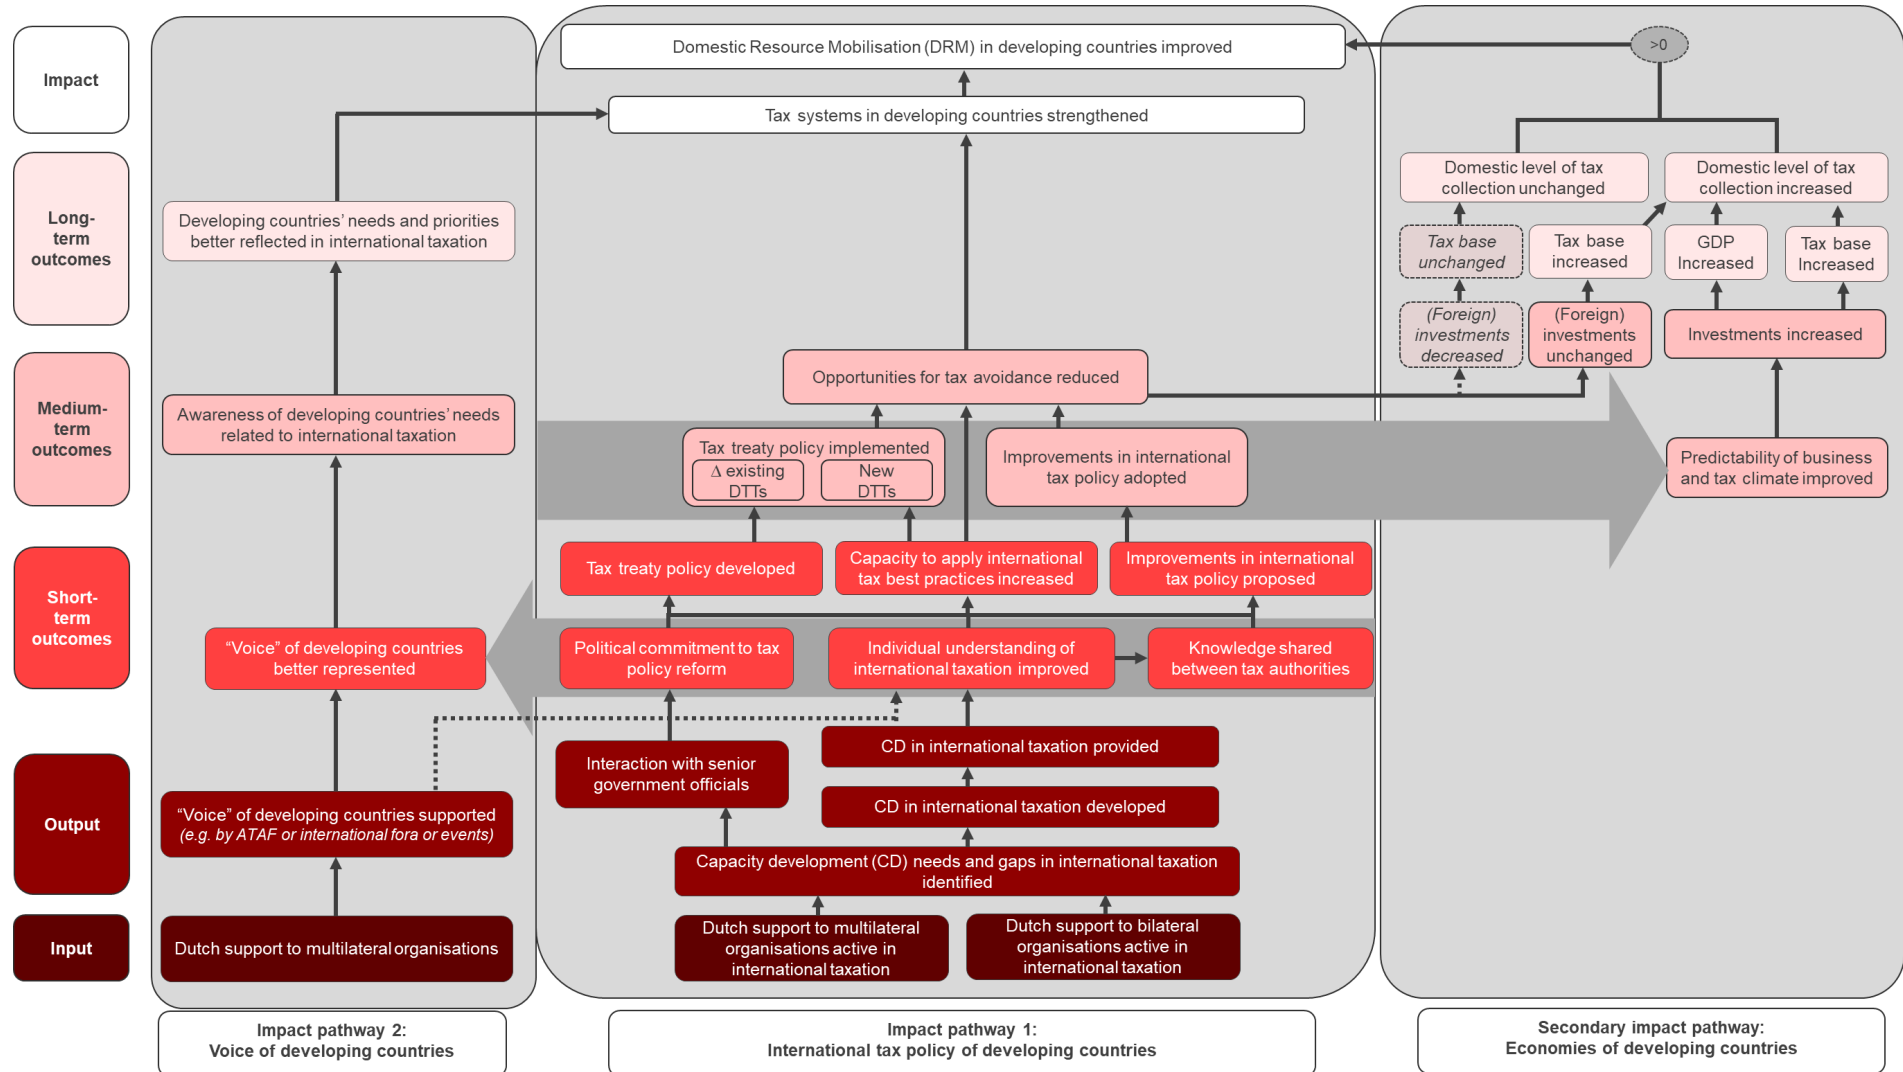 Impact
Long-
term
outcomes
Medium-
term
outcomes
Short-
term
outcomes
Output
Input
Developing countries' needs and priorities
better reflected in international taxation
Awareness of developing countries' needs
related to international taxation
“Voice” of developing countries
better represented
“Voice” of developing countries supported
(e.g. by ATAF or international fora or events)
Dutch support to multilateral organisations
Impact pathway 2:
Voice of developing countries
Domestic Resource Mobilisation (DRM) in developing countries improved
Tax systems in developing countries strengthened
Opportunities for tax avoidance reduced
Tax treaty policy implemented
Δ existing
DTTs
New
DTTs
Improvements in international
tax policy adopted
Tax treaty policy developed
Capacity to apply international
tax best practices increased
Improvements in international
tax policy proposed
Political commitment to tax
policy reform
Individual understanding of
international taxation improved
Knowledge shared
between tax authorities
Interaction with senior
government officials
CD in international taxation provided
CD in international taxation developed
Capacity development (CD) needs and gaps in international taxation
identified
Dutch support to multilateral
organisations active in
international taxation
Dutch support to bilateral
organisations active in
international taxation
Impact pathway 1:
International tax policy of developing countries
>0
Domestic level of tax
collection unchanged
Domestic level of tax
collection increased
Tax base
unchanged
Tax base
increased
GDP
Increased
Tax base
Increased
(Foreign)
investments
decreased
(Foreign)
investments
unchanged
Investments increased
Predictability of business
and tax climate improved
Secondary impact pathway:
Economies of developing countries